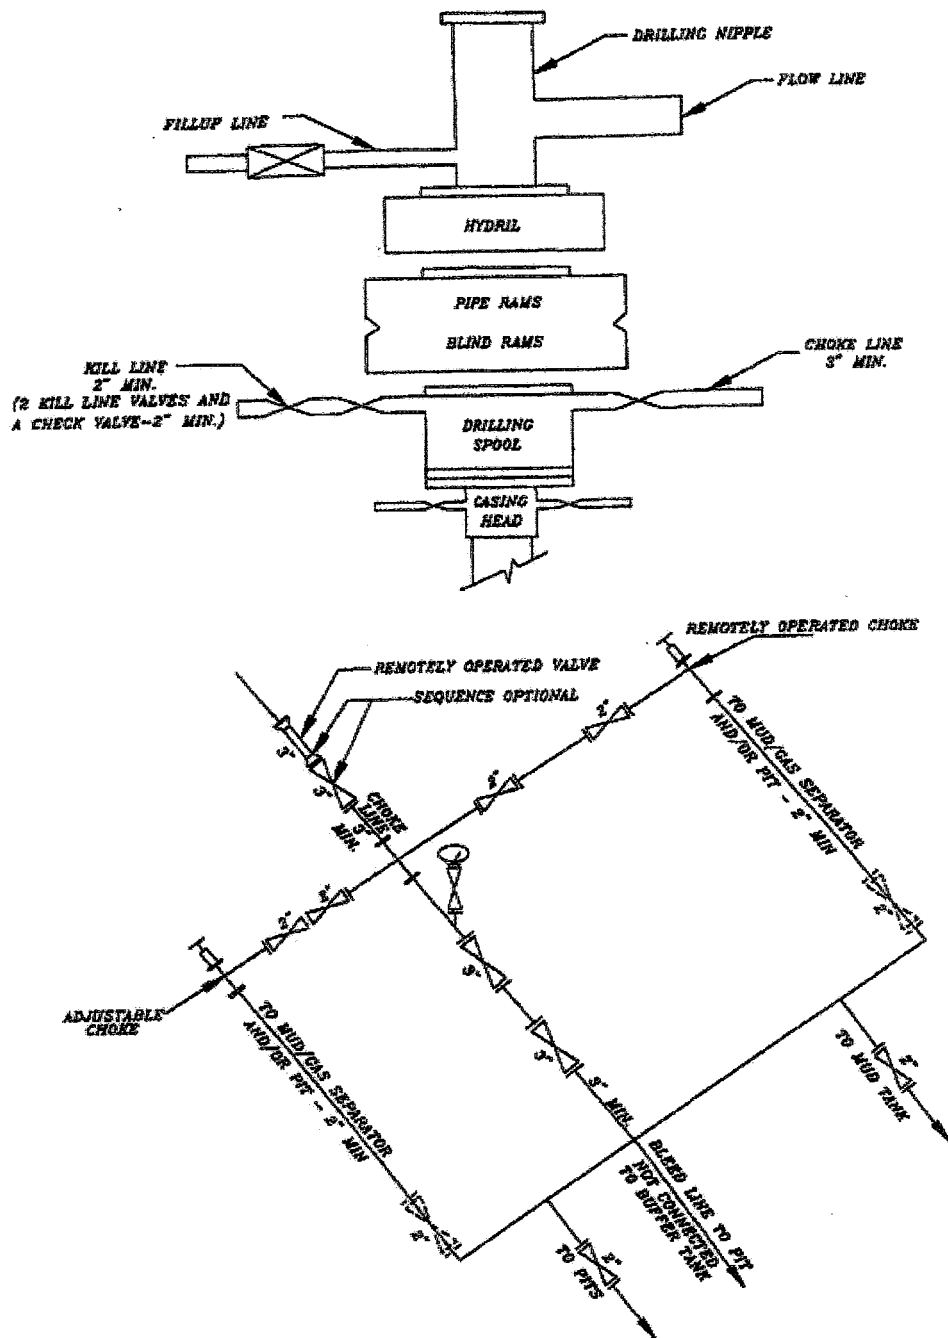 DRILLING NIPPLE
FLOW LINE
FILLUP LINE
HYDRIL
PIPE RAMS
BLIND RAMS
KILL LINE
2" MIN.
(2 KILL LINE VALVES AND
A CHECK VALVE-2" MIN.)
CHOKE LINE
3" MIN.
DRILLING
SPOOL
CASING
HEAD
REMOTELY OPERATED CHOKE
REMOTELY OPERATED VALVE
SEQUENCE OPTIONAL
3"
3"
CHOKE
LINE
3"
MIN.
2"
2"
TO MUD/GAS SEPARATOR
AND/OR PIT - 2" MIN
2"
2"
2"
3"
3"
3" MIN.
ADJUSTABLE
CHOKE
TO MUD/GAS SEPARATOR
AND/OR PIT - 2" MIN
2"
2"
TO MUD TANK
BLEED LINE TO PIT
NOT CONNECTED
TO BUFFER TANK
2"
TO PITS